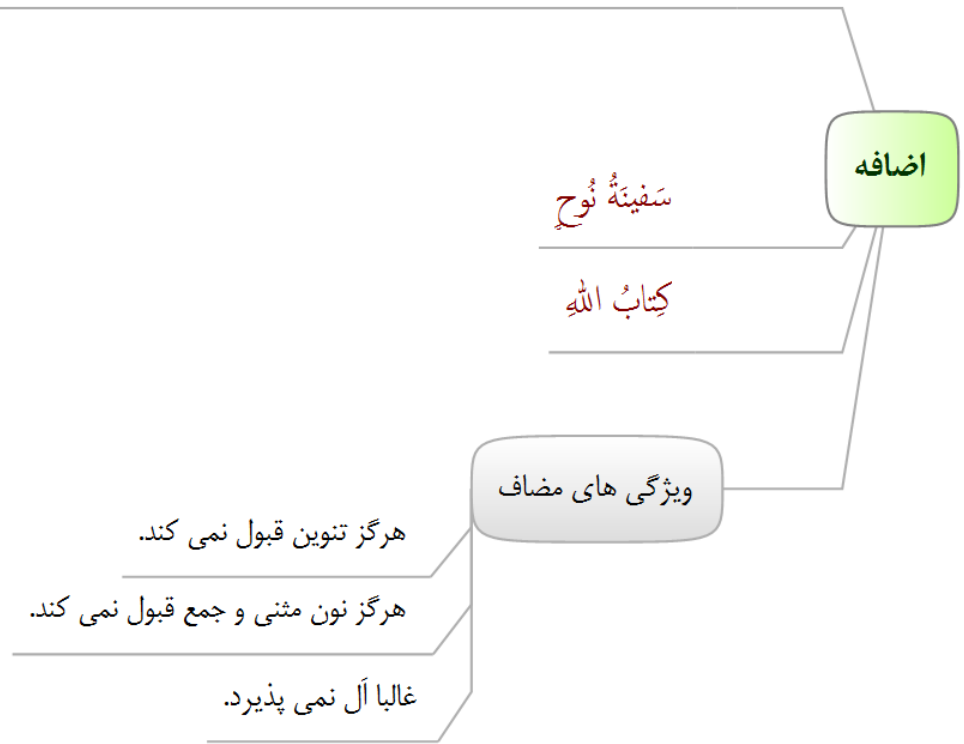 اضافه
سَفینَةُ نُوحٍ
کِتابُ اللهِ
ویژگی های مضاف
هرگز تنوین قبول نمی کند.
هرگز نون مثنی و جمع قبول نمی کند.
غالبا اَل نمی پذیرد.